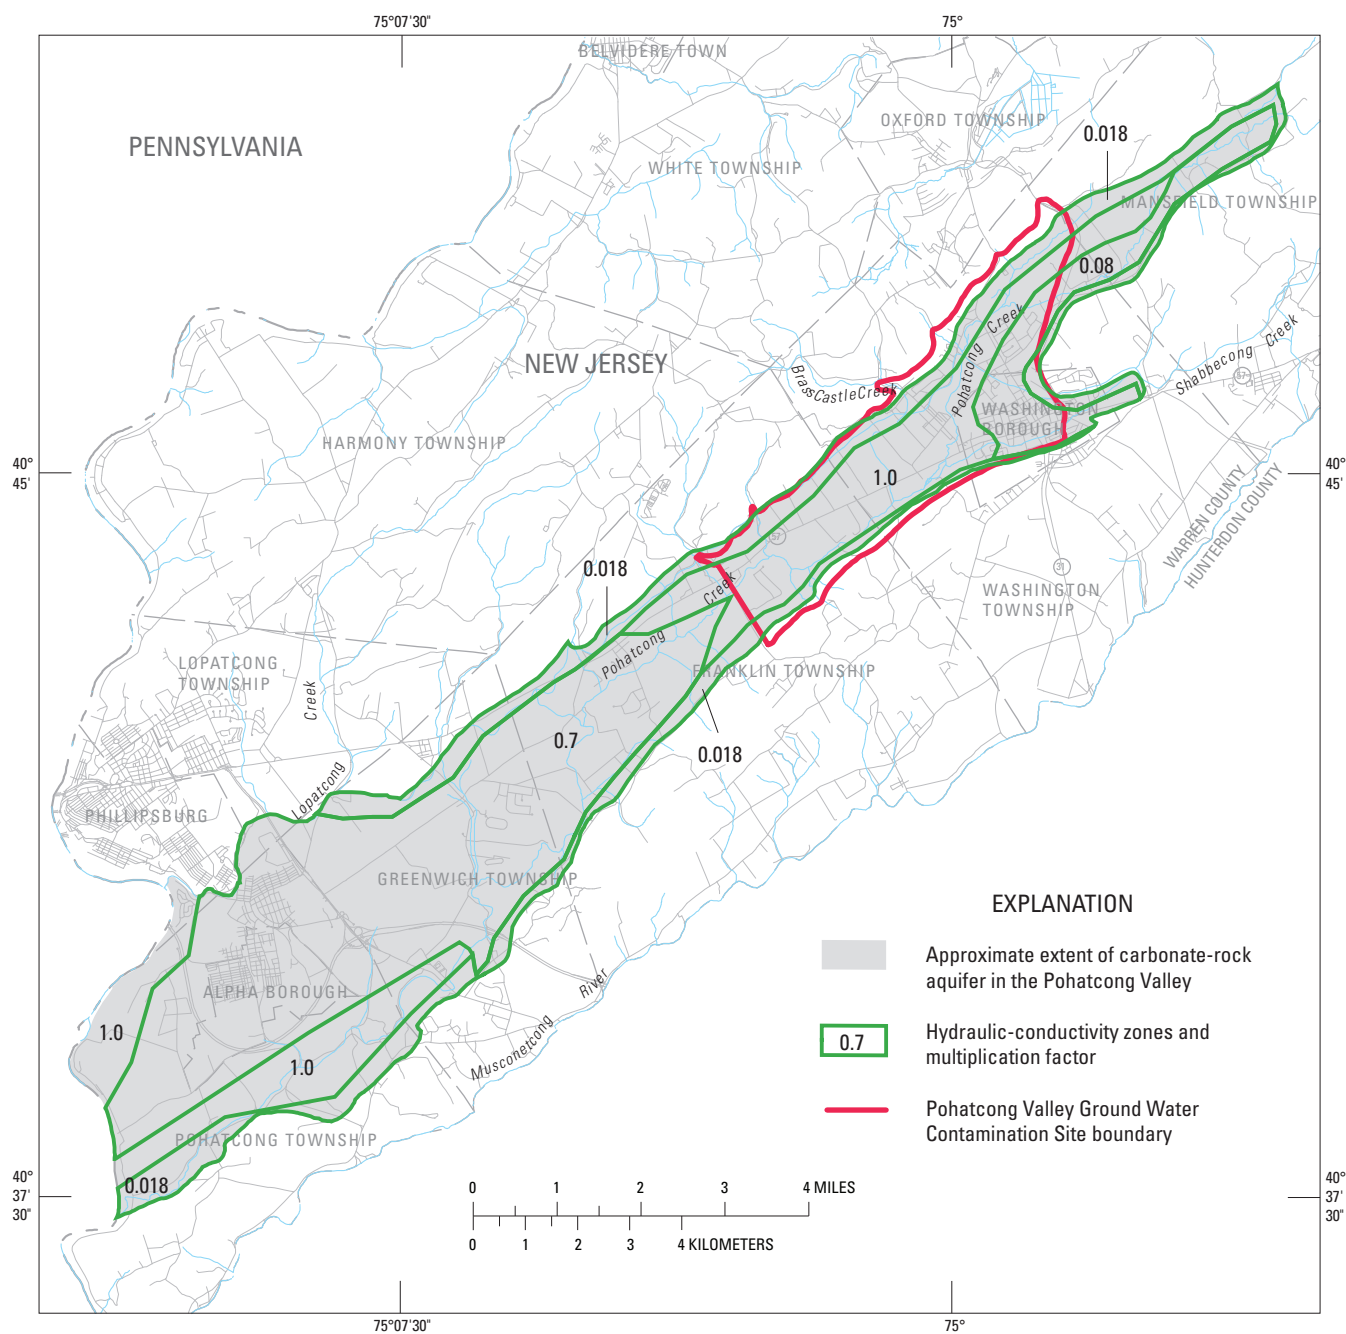 75°07'30"
75°
BELVIDERE TOWN
OXFORD TOWNSHIP
0.018
PENNSYLVANIA
WHITE TOWNSHIP
MANSFIELD TOWNSHIP
0.08
Pohatcong Creek
Shabbecong Creek
NEW JERSEY
BrassCastleCreek
57
WASHINGTON
BOROUGH
HARMONY TOWNSHIP
40°
45'
40°
45'
1.0
WARREN COUNTY
HUNTERDON COUNTY
57
31
0.018
Pohatcong Creek
WASHINGTON
TOWNSHIP
LOPATCONG
TOWNSHIP
FRANKLIN TOWNSHIP
Lopatcong Creek
0.7
0.018
PHILLIPSBURG
GREENWICH TOWNSHIP
ALPHA BOROUGH
1.0
1.0
Musconetcong River
POHATCONG TOWNSHIP
0.018
40°
37'
30"
40°
37'
30"
EXPLANATION
Approximate extent of carbonate-rock
aquifer in the Pohatcong Valley
0.7
Hydraulic-conductivity zones and
multiplication factor
Pohatcong Valley Ground Water
Contamination Site boundary
0 1 2 3 4 MILES
0 1 2 3 4 KILOMETERS
75°07'30"
75°